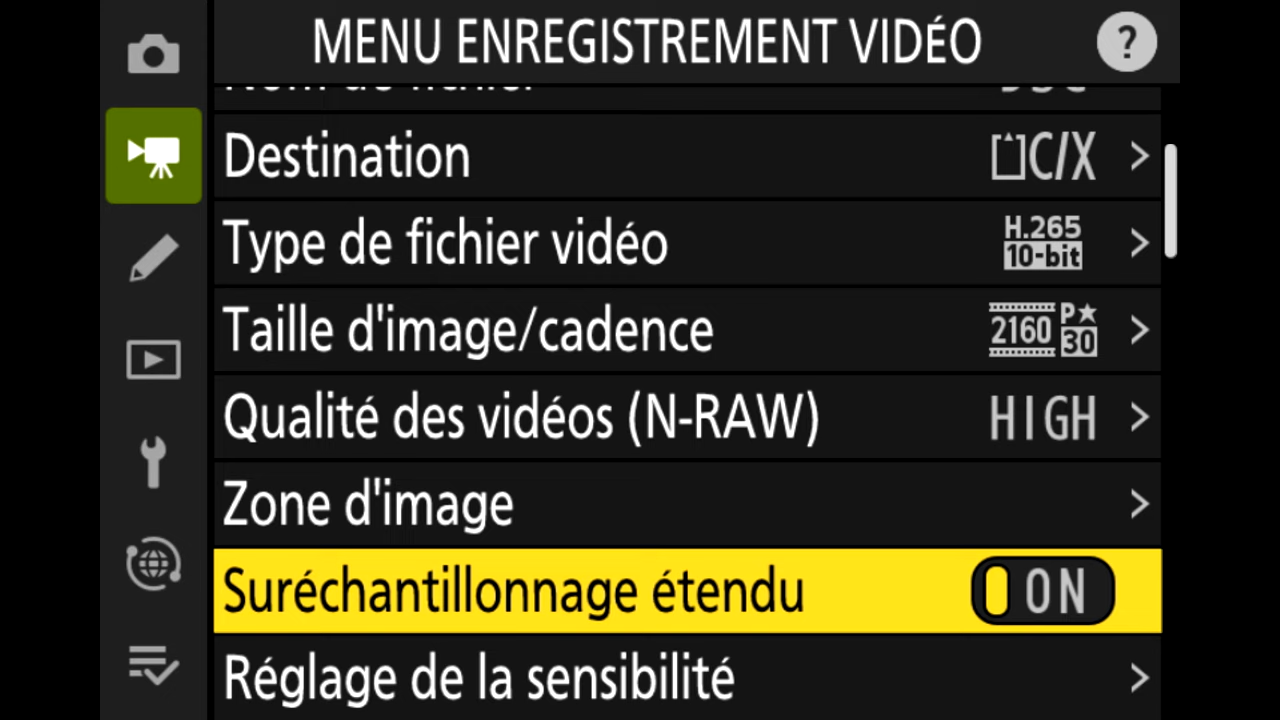 MENU ENREGISTREMENT VIDÉO ?
Destination C/X >
Type de fichier vidéo H.265 10-bit >
Taille d'image/cadence 2160 P★ 30 >
Qualité des vidéos (N-RAW) HIGH >
Zone d'image >
Suréchantillonnage étendu ON
Réglage de la sensibilité >